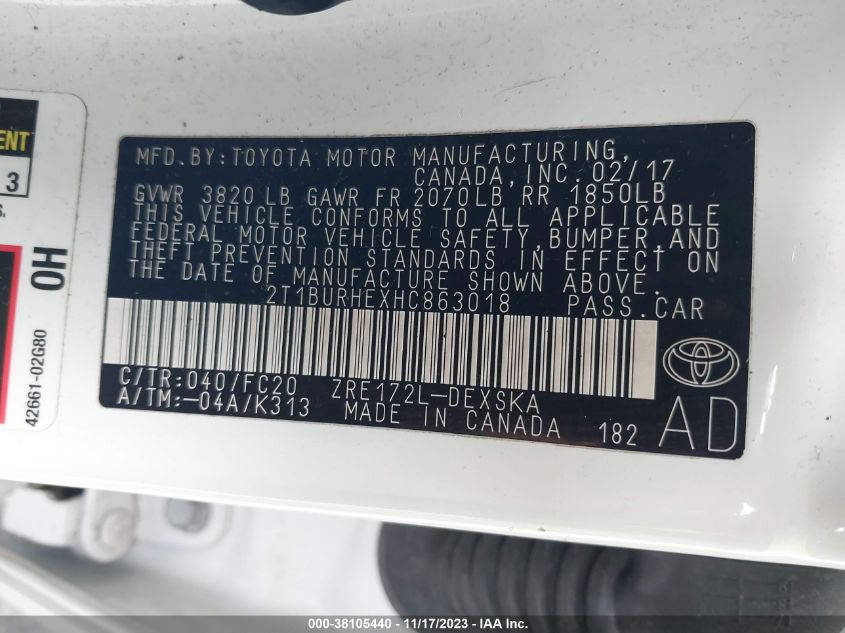 ENT
3
S.
OH
42661-02G80
MFD.BY:TOYOTA MOTOR MANUFACTURING,
CANADA,INC.02/17
GVWR 3820 LB GAWR FR 2070LB RR 1850LB
THIS VEHICLE CONFORMS TO ALL APPLICABLE
FEDERAL MOTOR VEHICLE SAFETY,BUMPER,AND
THEFT PREVENTION STANDARDS IN EFFECT ON
THE DATE OF MANUFACTURE SHOWN ABOVE.
2T1BURHEXHC863018 PASS.CAR
C/TR:040/FC20 ZRE172L-DEXSKA
A/TM:-04A/K313 MADE IN CANADA 182
AD
000-38105440 - 11/17/2023 - IAA Inc.